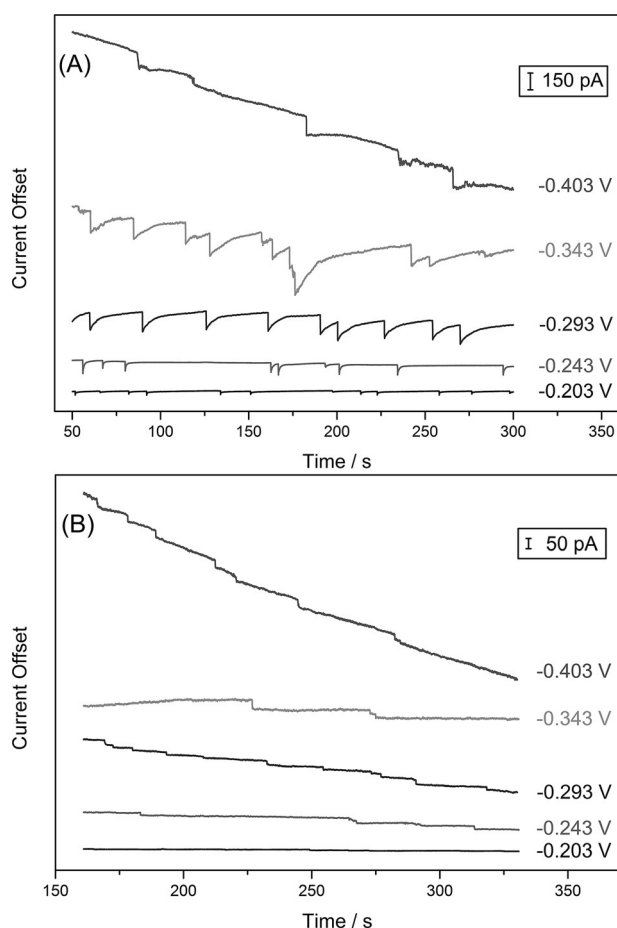 (A)
150 pA
Current Offset
-0.403 V
-0.343 V
-0.293 V
-0.243 V
-0.203 V
50 100 150 200 250 300 350
Time / s
(B)
50 pA
Current Offset
-0.403 V
-0.343 V
-0.293 V
-0.243 V
-0.203 V
150 200 250 300 350
Time / s